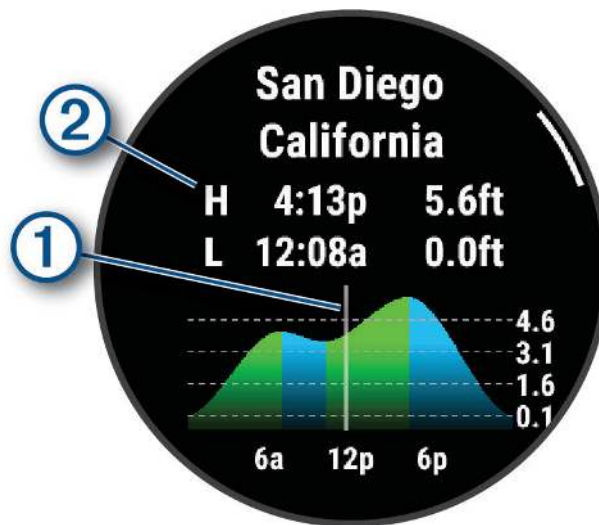 San Diego
California
2
H 4:13p 5.6ft
L 12:08a 0.0ft
1
4.6
3.1
1.6
0.1
6a 12p 6p